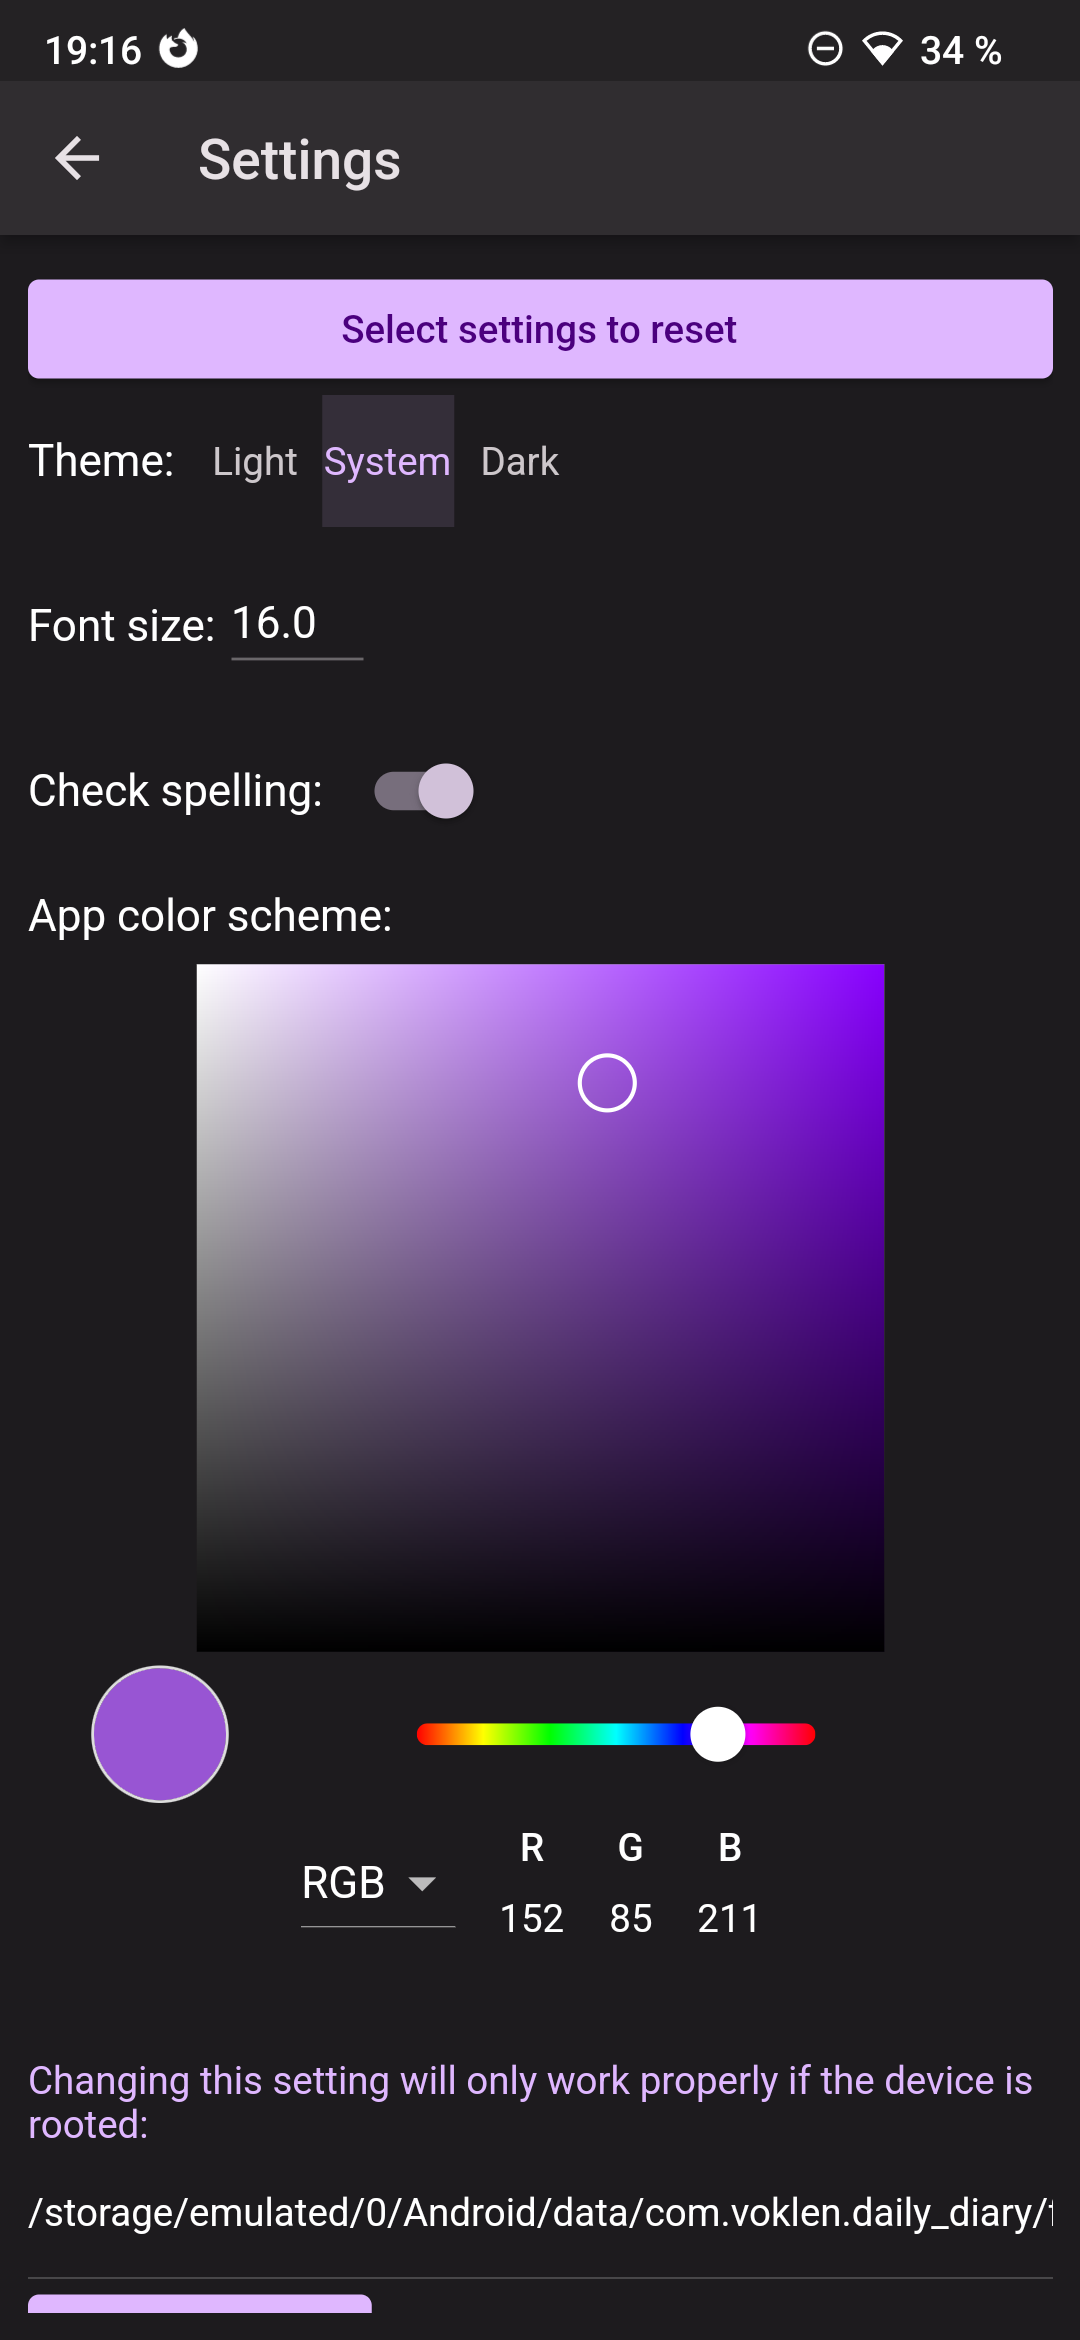 19:16 34 %
Settings
Select settings to reset
Theme: Light System Dark
Font size: 16.0
Check spelling:
App color scheme:
R G B
RGB 152 85 211
Changing this setting will only work properly if the device is
rooted:
/storage/emulated/0/Android/data/com.voklen.daily_diary/